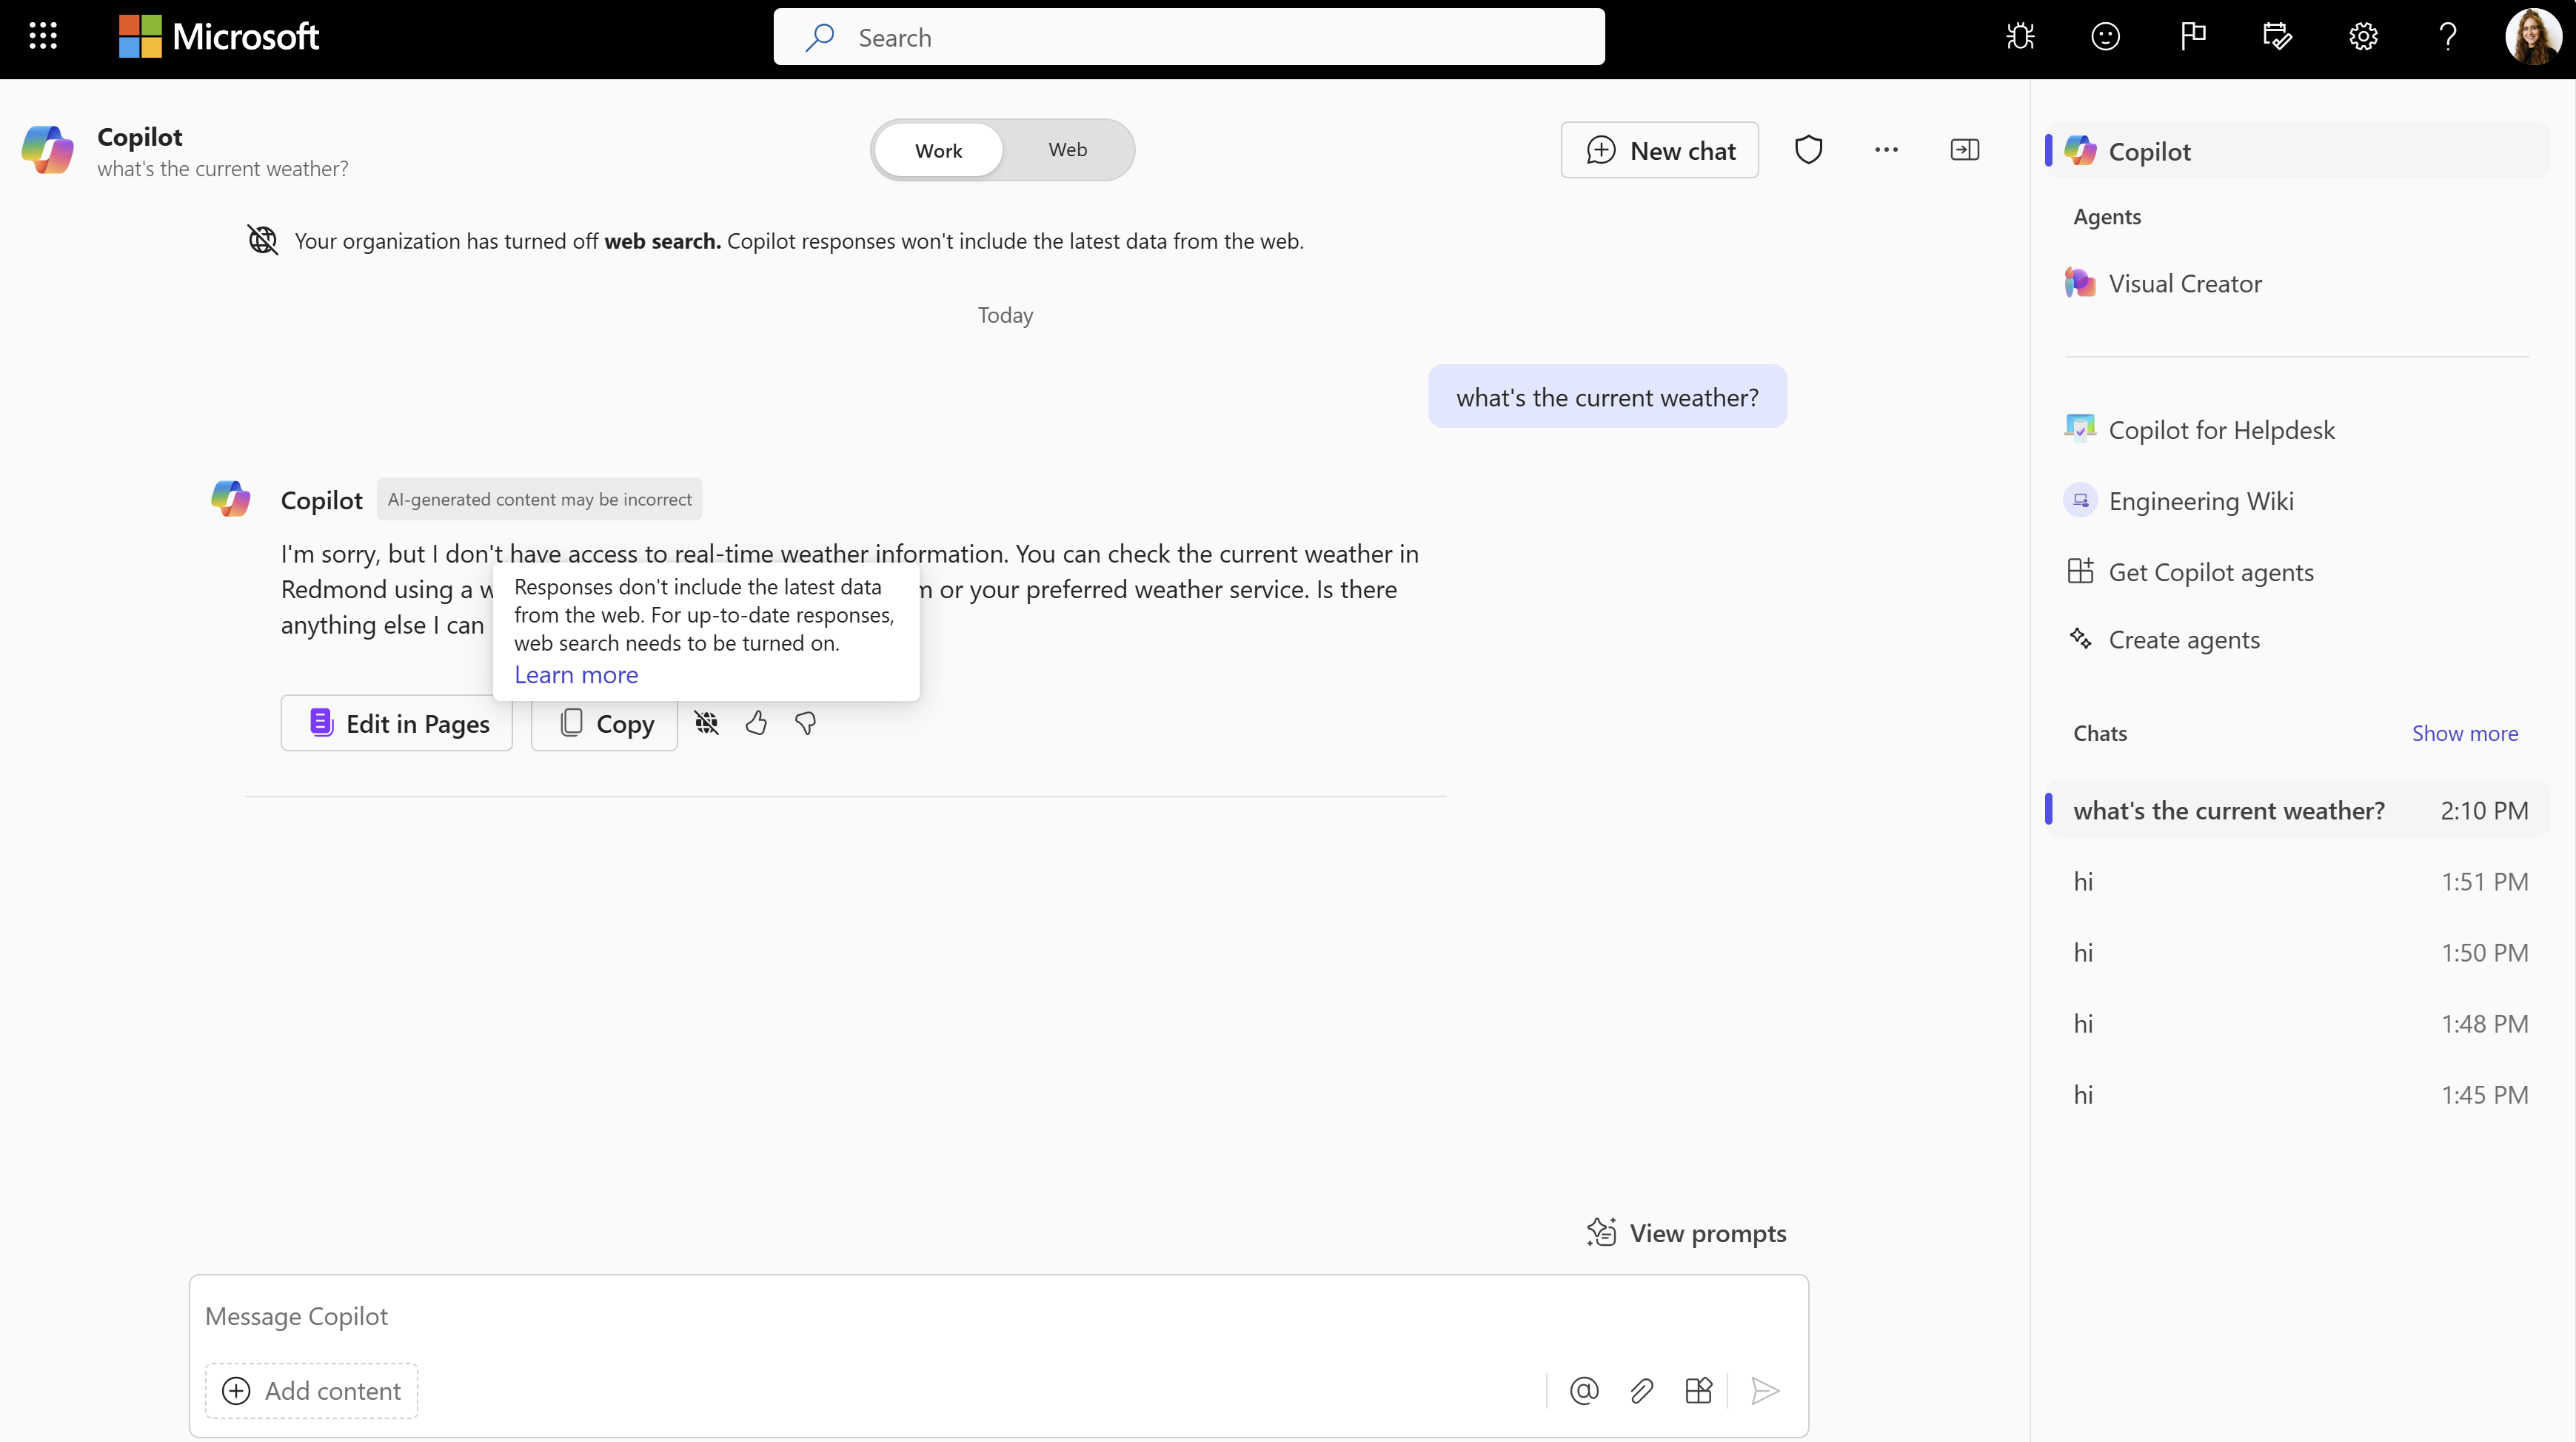 Microsoft
Search
Copilot
what's the current weather?
Work
Web
New chat
Your organization has turned off web search. Copilot responses won't include the latest data from the web.
Today
what's the current weather?
Copilot
AI-generated content may be incorrect
I'm sorry, but I don't have access to real-time weather information. You can check the current weather in
Redmond using a or your preferred weather service. Is there
anything else I can
Responses don't include the latest data
from the web. For up-to-date responses,
web search needs to be turned on.
Learn more
Edit in Pages
Copy
View prompts
Message Copilot
Add content
Copilot
Agents
Visual Creator
Copilot for Helpdesk
Engineering Wiki
Get Copilot agents
Create agents
Chats
Show more
what's the current weather? 2:10 PM
hi 1:51 PM
hi 1:50 PM
hi 1:48 PM
hi 1:45 PM